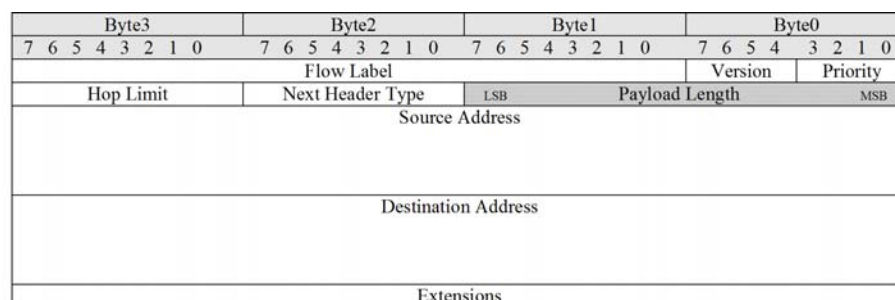 Byte3 Byte2 Byte1 Byte0
7 6 5 4 3 2 1 0 7 6 5 4 3 2 1 0 7 6 5 4 3 2 1 0 7 6 5 4 3 2 1 0
Flow Label Version Priority
Hop Limit Next Header Type LSB Payload Length MSB
Source Address
Destination Address
Extensions